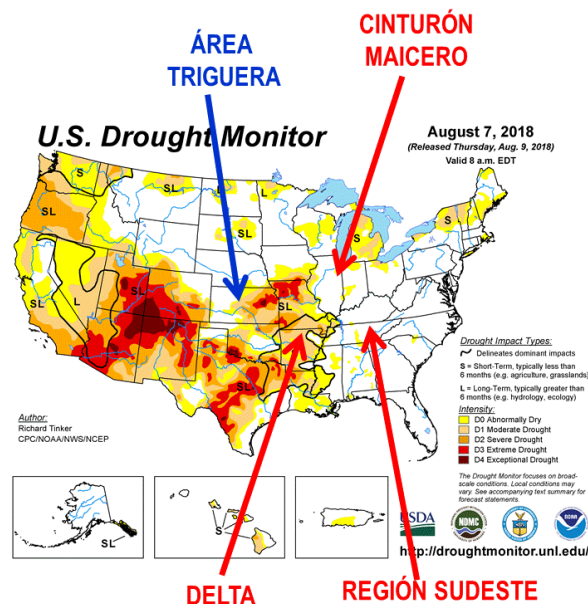 CINTURÓN
MAICERO
ÁREA
TRIGUERA
U.S. Drought Monitor
August 7, 2018
(Released Thursday, Aug. 9, 2018)
Valid 8 a.m. EDT
S
SL
L
L
SL
S
S
SL
SL
L
SL
SL
SL
Drought Impact Types:
Delineates dominant impacts
S = Short-Term, typically less than
6 months (e.g. agriculture, grasslands)
L = Long-Term, typically greater than
6 months (e.g. hydrology, ecology)
Intensity:
D0 Abnormally Dry
D1 Moderate Drought
D2 Severe Drought
D3 Extreme Drought
D4 Exceptional Drought
Author:
Richard Tinker
CPC/NOAA/NWS/NCEP
The Drought Monitor focuses on broad-
scale conditions. Local conditions may
vary. See accompanying text summary for
forecast statements.
SL
S
USDA
NDMC
NOAA
http://droughtmonitor.unl.edu/
DELTA
REGIÓN SUDESTE